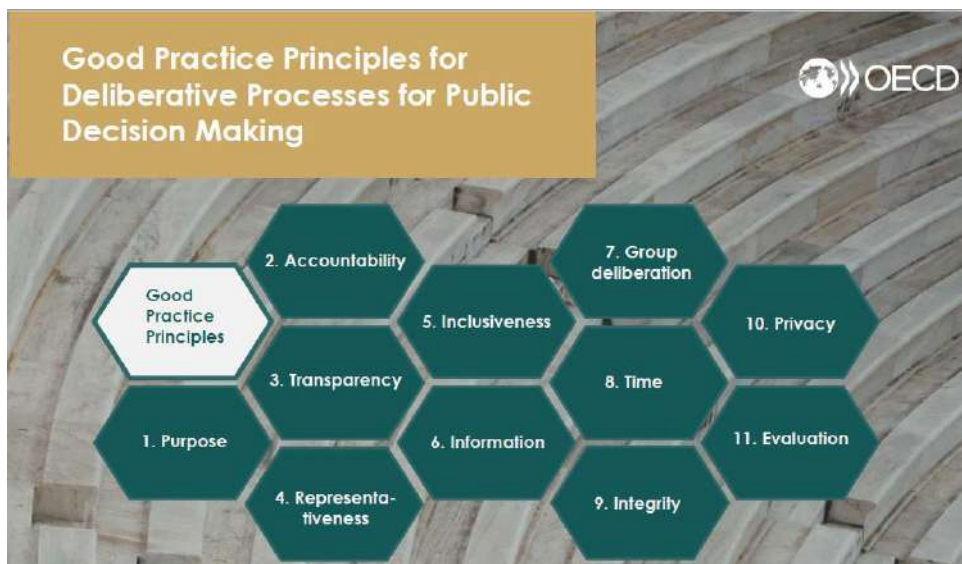 Good Practice Principles for
Deliberative Processes for Public
Decision Making
OECD
Good
Practice
Principles
1. Purpose
2. Accountability
3. Transparency
4. Representa-
tiveness
5. Inclusiveness
6. Information
7. Group
deliberation
8. Time
9. Integrity
10. Privacy
11. Evaluation